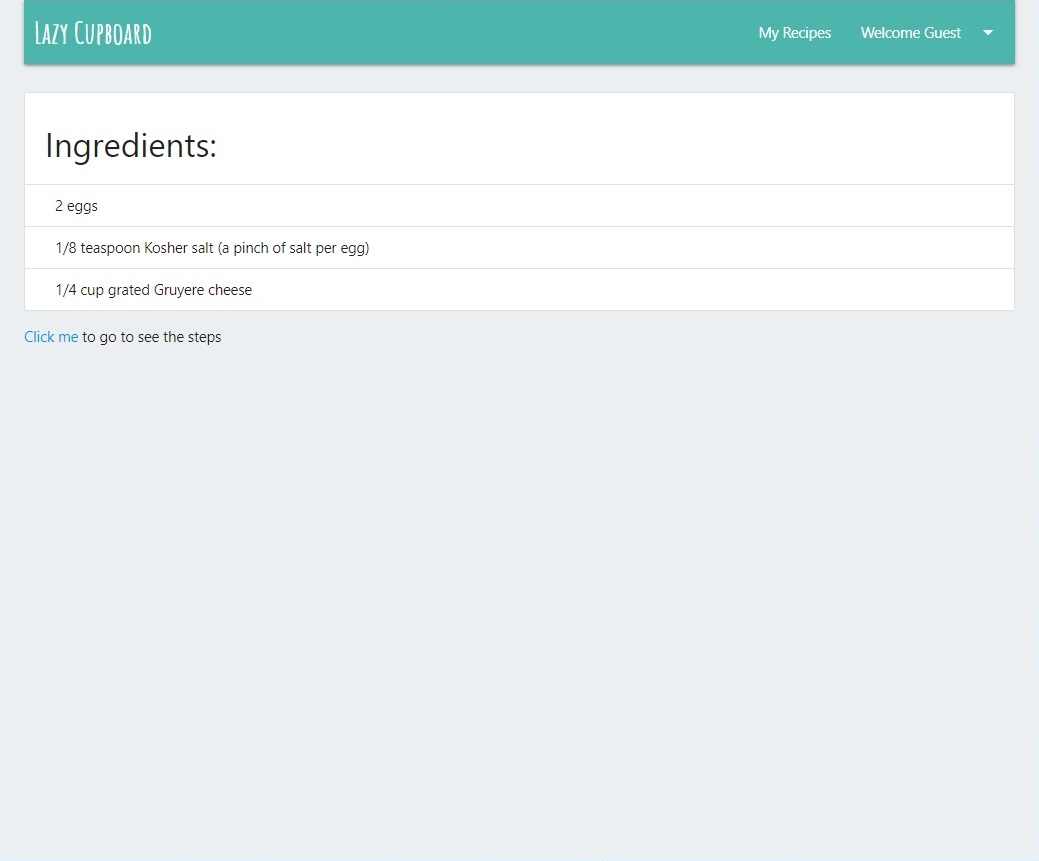 Lazy Cupboard
My Recipes
Welcome Guest
Ingredients:
2 eggs
1/8 teaspoon Kosher salt (a pinch of salt per egg)
1/4 cup grated Gruyere cheese
Click me to go to see the steps